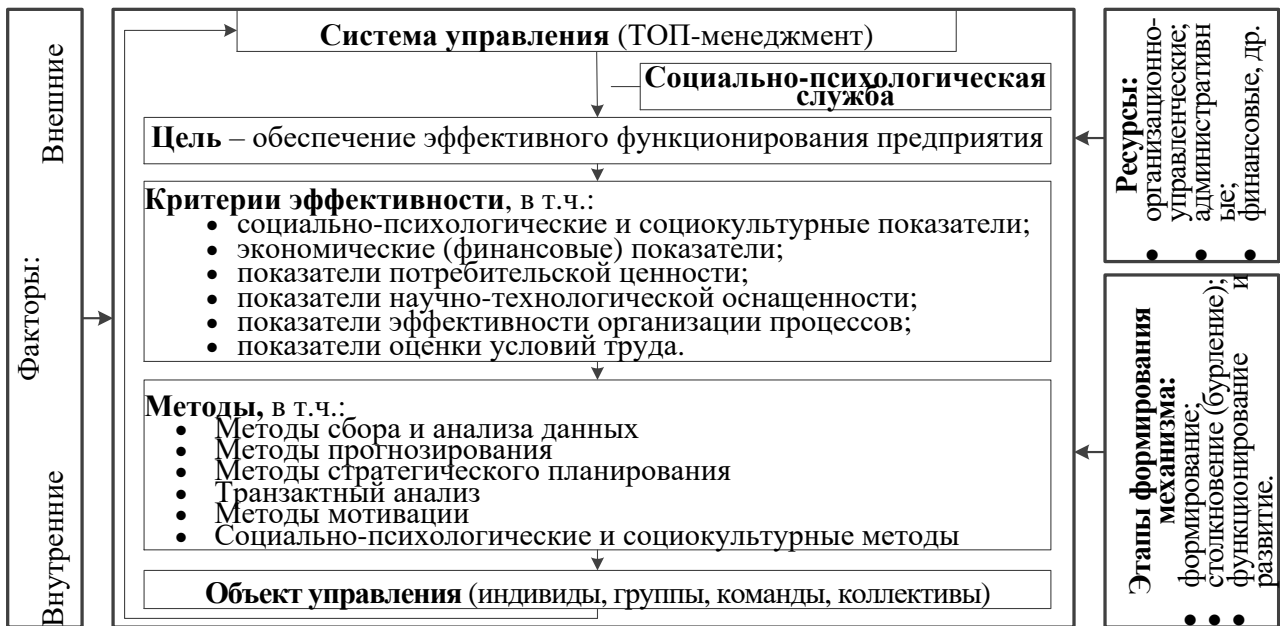 Факторы:
Внешние
Внутренние
Система управления (ТОП-менеджмент)
Социально-психологическая
служба
Цель – обеспечение эффективного функционирования предприятия
Критерии эффективности, в т.ч.:
• социально-психологические и социокультурные показатели;
• экономические (финансовые) показатели;
• показатели потребительской ценности;
• показатели научно-технологической оснащенности;
• показатели эффективности организации процессов;
• показатели оценки условий труда.
Методы, в т.ч.:
• Методы сбора и анализа данных
• Методы прогнозирования
• Методы стратегического планирования
• Транзактный анализ
• Методы мотивации
• Социально-психологические и социокультурные методы
Объект управления (индивиды, группы, команды, коллективы)
Ресурсы:
• организационно-
управленческие;
• административн
ые;
• финансовые, др.
Этапы формирования
механизма:
• формирование;
• столкновение (бурление);
• функционирование и
развитие.